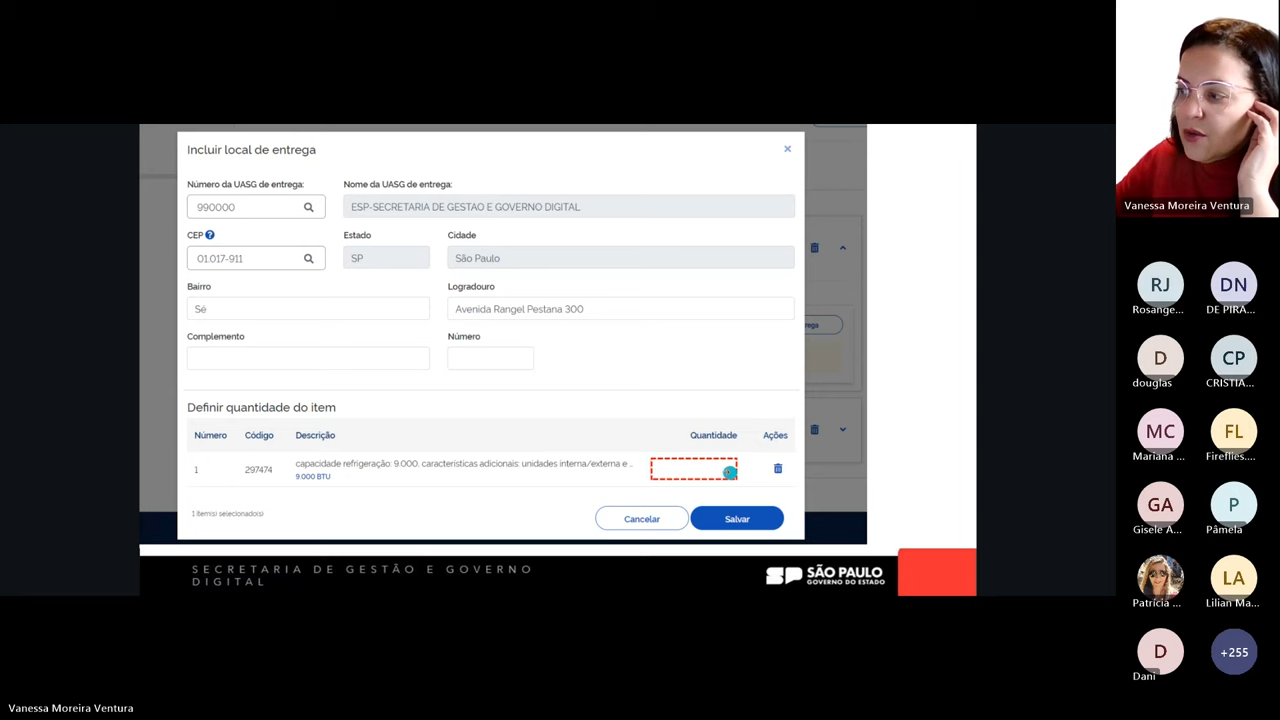 Incluir local de entrega
×
Número da UASG de entrega:
Nome da UASG de entrega:
990000
ESP-SECRETARIA DE GESTAO E GOVERNO DIGITAL
CEP ?
Estado
Cidade
01.017-911
SP
São Paulo
Bairro
Logradouro
Sé
Avenida Rangel Pestana 300
Complemento
Número
rega
Definir quantidade do item
Número
Código
Descrição
Quantidade
Ações
1
297474
capacidade refrigeração: 9.000. características adicionais: unidades interna/externa e ...
9.000 BTU
1 item(s) selecionado(s)
Cancelar
Salvar
SECRETARIA DE GESTÃO E GOVERNO
DIGITAL
SP SÃO PAULO
GOVERNO DO ESTADO
Vanessa Moreira Ventura
RJ
DN
Rosange...
DE PIRA...
D
CP
douglas
CRISTIA...
MC
FL
Mariana ...
Fireflies...
GA
P
Gisele A...
Pâmela
LA
Patrícia ...
Lilian Ma...
D
+255
Dani
Vanessa Moreira Ventura